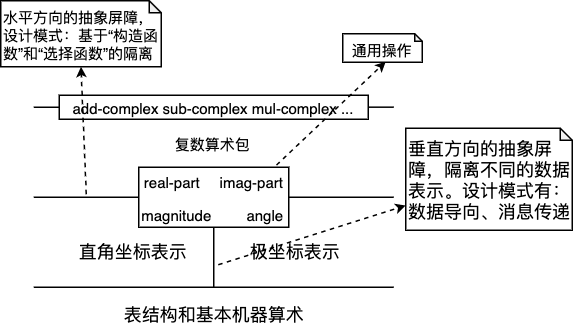 水平方向的抽象屏障，
设计模式：基于“构造函
数”和“选择函数”的隔离
通用操作
add-complex sub-complex mul-complex ...
复数算术包
real-part imag-part
magnitude angle
垂直方向的抽象屏
障，隔离不同的数据
表示。设计模式有：
数据导向、消息传递
直角坐标表示 极坐标表示
表结构和基本机器算术